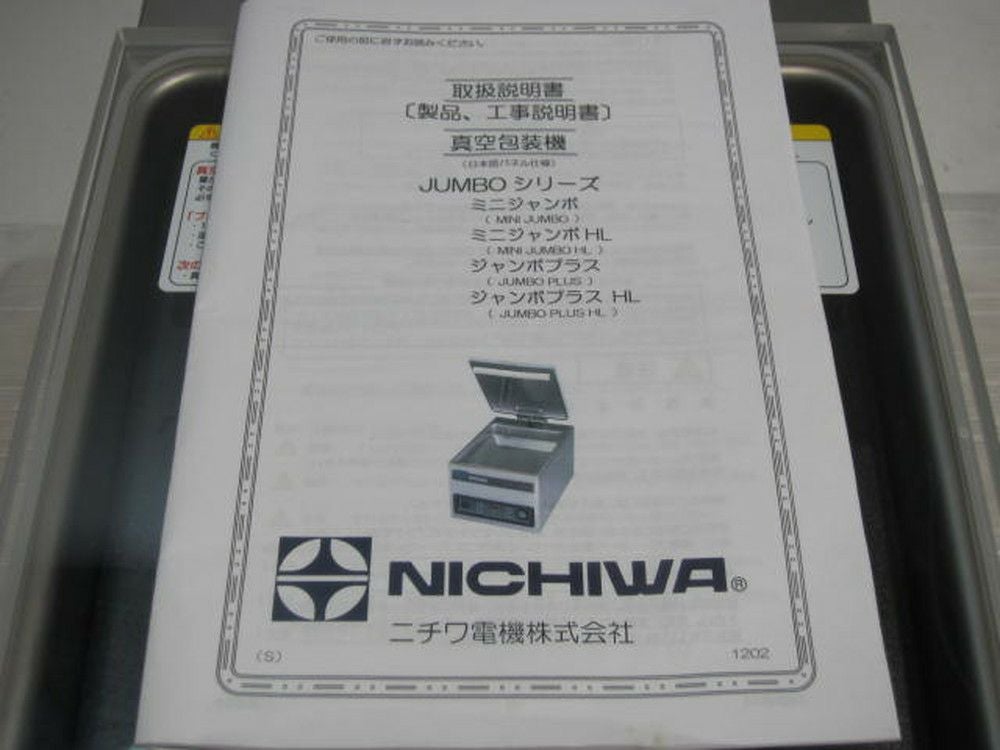 ご使用の前に必ずお読みください。
取扱説明書
〔製品、工事説明書〕
真空包装機
（日本語パネル仕様）
JUMBO シリーズ
ミニジャンボ
( MINI JUMBO )
ミニジャンボ HL
( MINI JUMBO HL )
ジャンボプラス
( JUMBO PLUS )
ジャンボプラス HL
( JUMBO PLUS HL )
NICHIWA®
ニチワ電機株式会社
(S)
1202